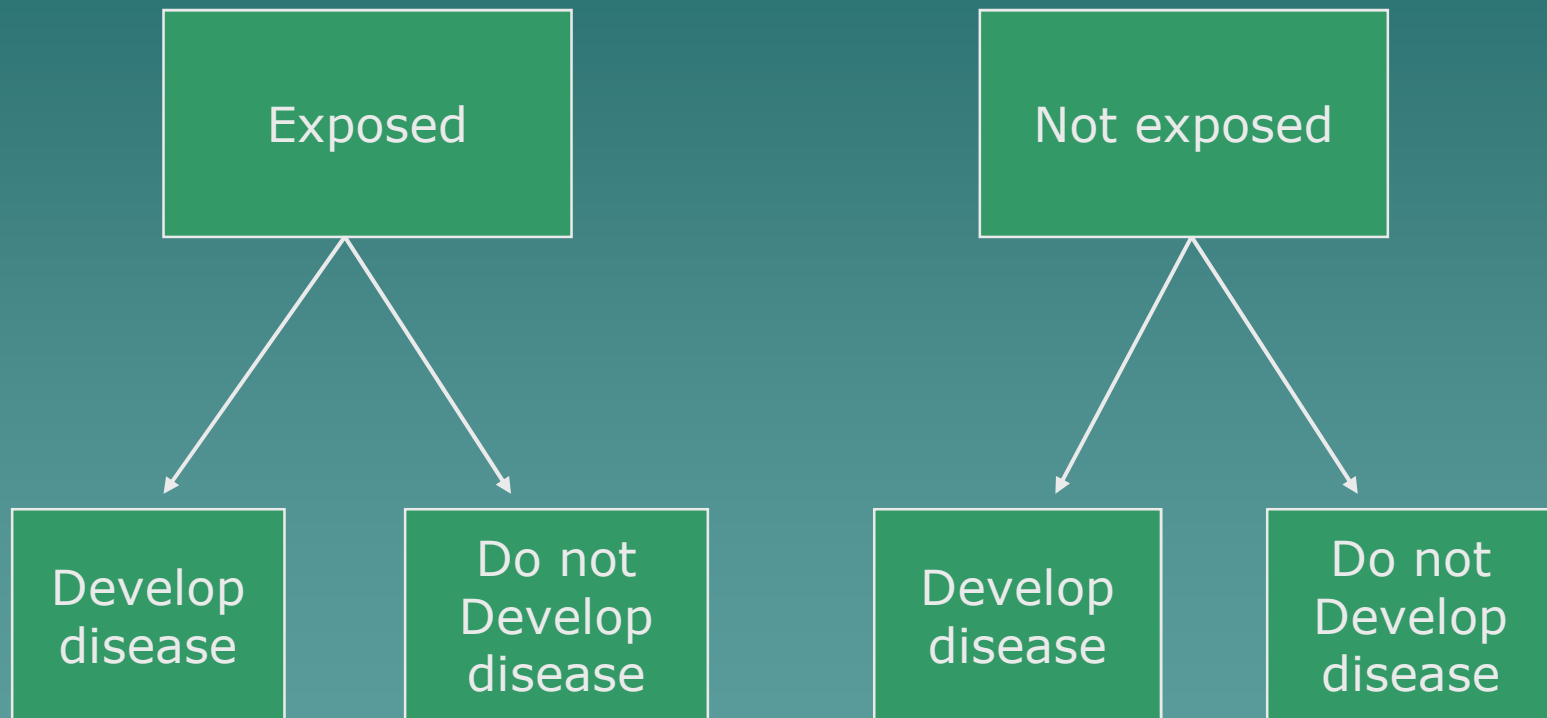 Exposed
Not exposed
Develop
disease
Do not
Develop
disease
Develop
disease
Do not
Develop
disease